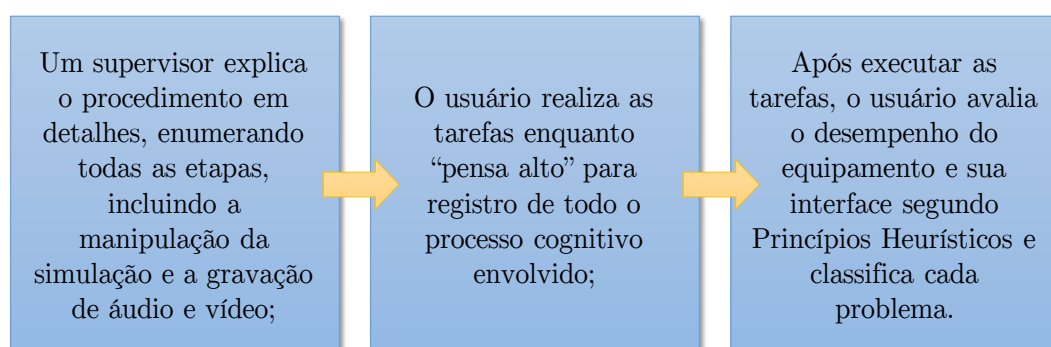 Um supervisor explica
o procedimento em
detalhes, enumerando
todas as etapas,
incluindo a
manipulação da
simulação e a gravação
de áudio e vídeo;
O usuário realiza as
tarefas enquanto
“pensa alto” para
registro de todo o
processo cognitivo
envolvido;
Após executar as
tarefas, o usuário avalia
o desempenho do
equipamento e sua
interface segundo
Princípios Heurísticos e
classifica cada
problema.